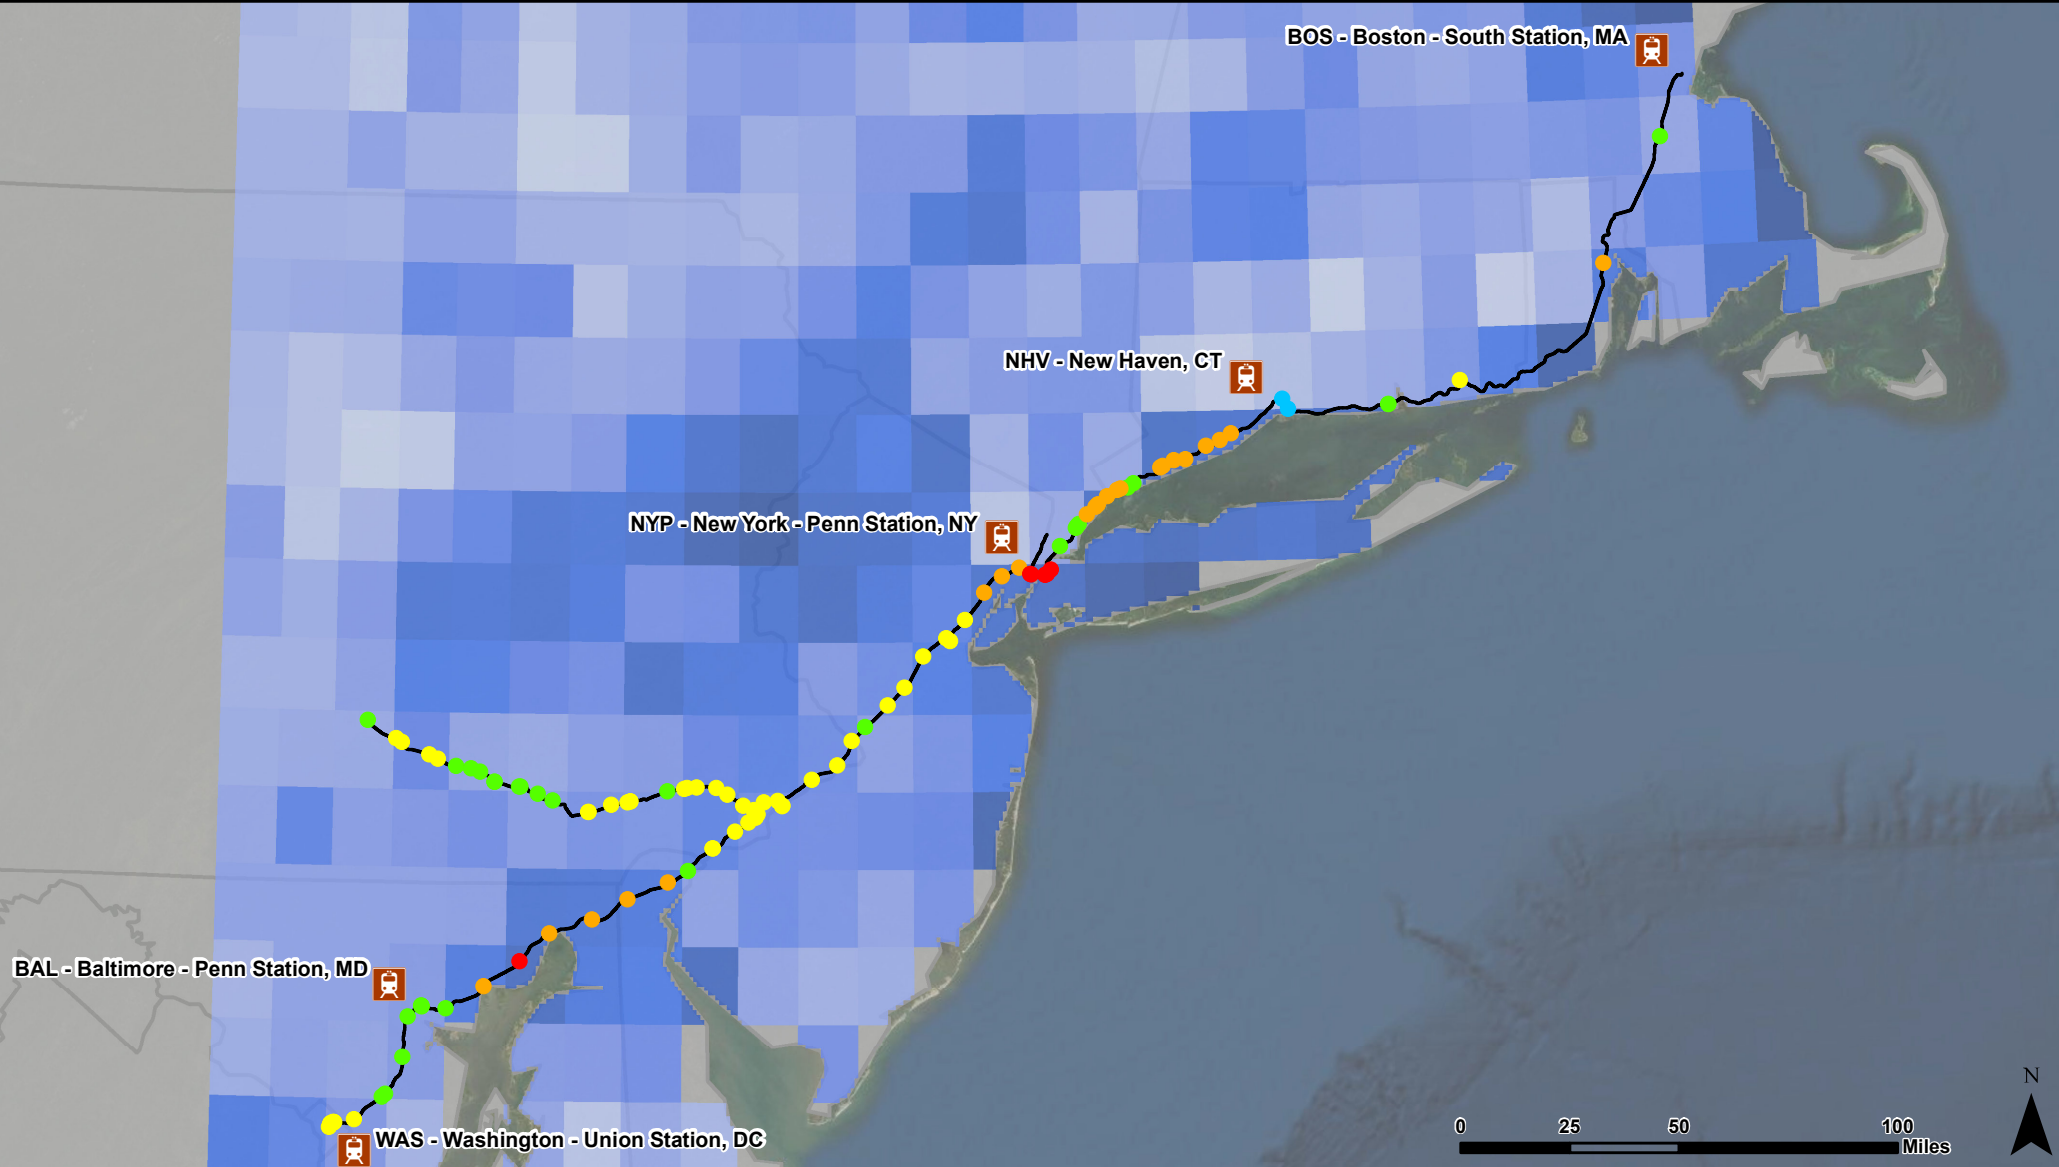 BOS - Boston - South Station, MA
NHV - New Haven, CT
NYP - New York - Penn Station, NY
BAL - Baltimore - Penn Station, MD
WAS - Washington - Union Station, DC
0 25 50 100
Miles
N